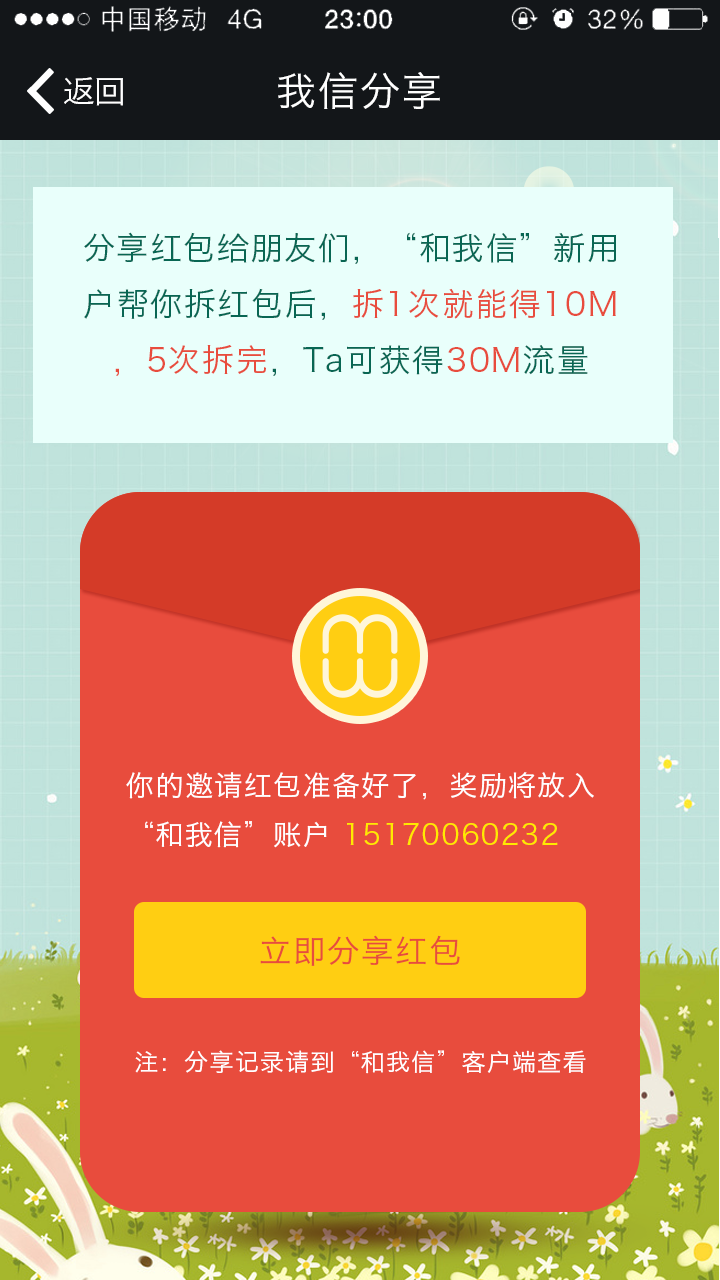 中国移动 4G 23:00 32%
返回 我信分享
分享红包给朋友们，“和我信”新用
户帮你拆红包后，拆1次就能得10M
，5次拆完，Ta可获得30M流量
你的邀请红包准备好了，奖励将放入
“和我信”账户 15170060232
立即分享红包
注：分享记录请到“和我信”客户端查看